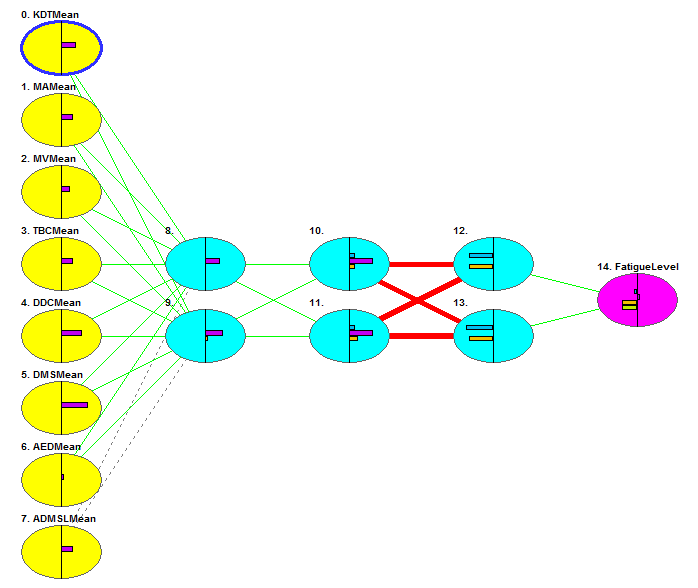 0. KDTMean
1. MAMean
2. MVMean
3. TBCMean
4. DDCMean
5. DMSMean
6. AEDMean
7. ADMSLMean
8.
9.
10.
11.
12.
13.
14. FatigueLevel